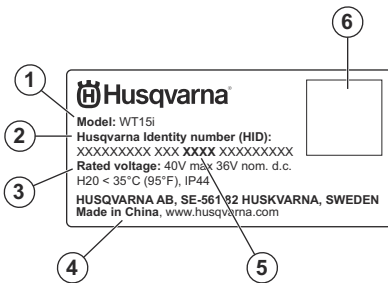 1
2
3
4
5
6
Husqvarna
Model: WT15i
Husqvarna Identity number (HID):
XXXXXXXXX XXX XXXX XXXXXXXXX
Rated voltage: 40V max 36V nom. d.c.
H20 < 35°C (95°F), IP44
HUSQVARNA AB, SE-561 82 HUSKVARNA, SWEDEN
Made in China, www.husqvarna.com